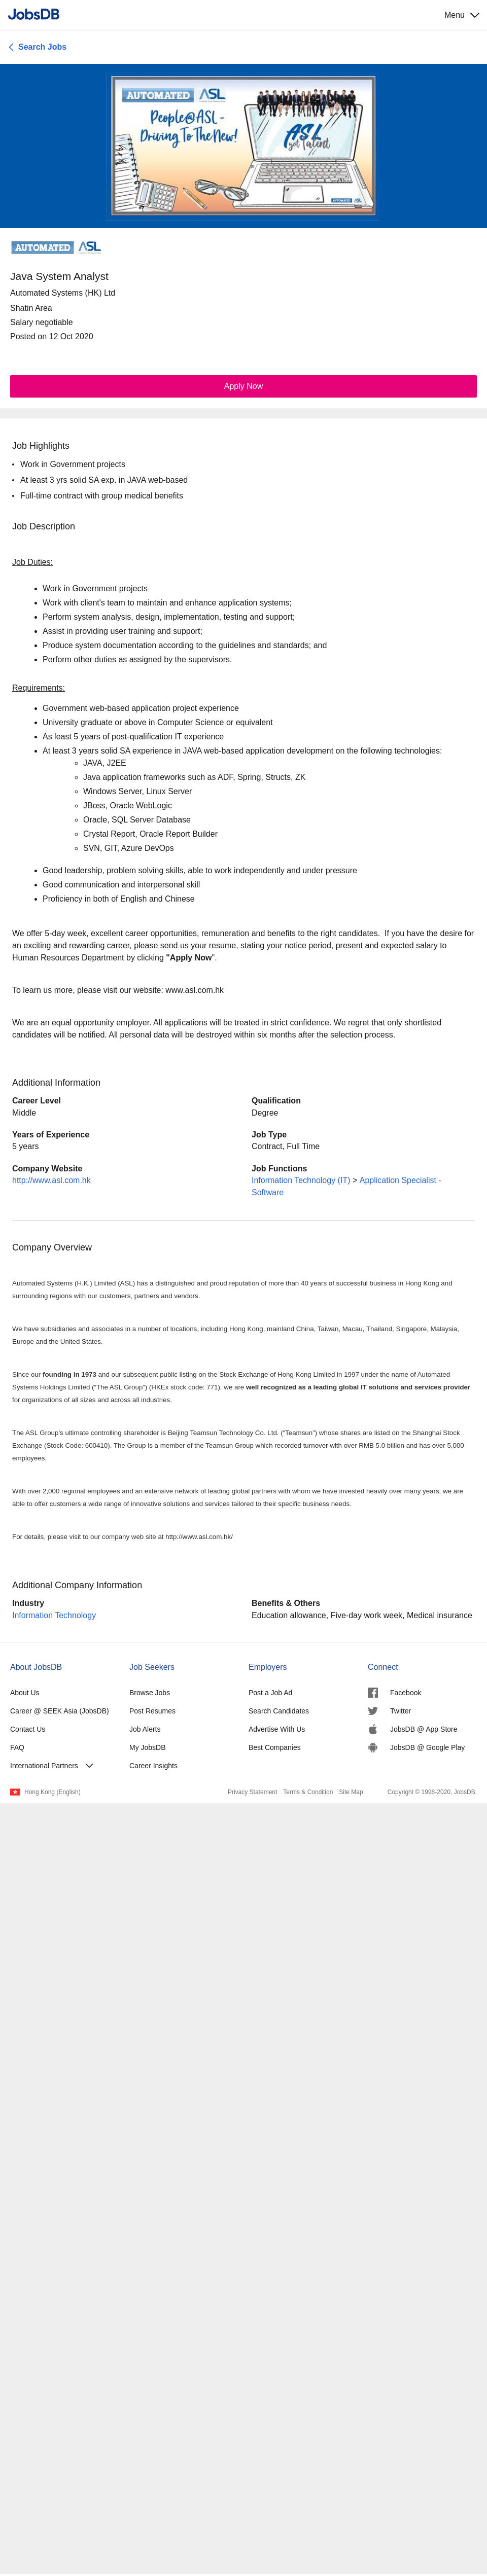 JobsDB
Menu
Search Jobs
AUTOMATED ASL
People@ASL -
Driving To The New!
ASL
got Talent
AUTOMATED ASL
AUTOMATED ASL
Java System Analyst
Automated Systems (HK) Ltd
Shatin Area
Salary negotiable
Posted on 12 Oct 2020
Apply Now
Job Highlights
• Work in Government projects
• At least 3 yrs solid SA exp. in JAVA web-based
• Full-time contract with group medical benefits
Job Description
Job Duties:
• Work in Government projects
• Work with client's team to maintain and enhance application systems;
• Perform system analysis, design, implementation, testing and support;
• Assist in providing user training and support;
• Produce system documentation according to the guidelines and standards; and
• Perform other duties as assigned by the supervisors.
Requirements:
• Government web-based application project experience
• University graduate or above in Computer Science or equivalent
• As least 5 years of post-qualification IT experience
• At least 3 years solid SA experience in JAVA web-based application development on the following technologies:
◦ JAVA, J2EE
◦ Java application frameworks such as ADF, Spring, Structs, ZK
◦ Windows Server, Linux Server
◦ JBoss, Oracle WebLogic
◦ Oracle, SQL Server Database
◦ Crystal Report, Oracle Report Builder
◦ SVN, GIT, Azure DevOps
• Good leadership, problem solving skills, able to work independently and under pressure
• Good communication and interpersonal skill
• Proficiency in both of English and Chinese
We offer 5-day week, excellent career opportunities, remuneration and benefits to the right candidates.  If you have the desire for
an exciting and rewarding career, please send us your resume, stating your notice period, present and expected salary to
Human Resources Department by clicking "Apply Now".
To learn us more, please visit our website: www.asl.com.hk
We are an equal opportunity employer. All applications will be treated in strict confidence. We regret that only shortlisted
candidates will be notified. All personal data will be destroyed within six months after the selection process.
Additional Information
Career Level
Middle
Qualification
Degree
Years of Experience
5 years
Job Type
Contract, Full Time
Company Website
http://www.asl.com.hk
Job Functions
Information Technology (IT) > Application Specialist -
Software
Company Overview
Automated Systems (H.K.) Limited (ASL) has a distinguished and proud reputation of more than 40 years of successful business in Hong Kong and
surrounding regions with our customers, partners and vendors.
We have subsidiaries and associates in a number of locations, including Hong Kong, mainland China, Taiwan, Macau, Thailand, Singapore, Malaysia,
Europe and the United States.
Since our founding in 1973 and our subsequent public listing on the Stock Exchange of Hong Kong Limited in 1997 under the name of Automated
Systems Holdings Limited ("The ASL Group") (HKEx stock code: 771), we are well recognized as a leading global IT solutions and services provider
for organizations of all sizes and across all industries.
The ASL Group's ultimate controlling shareholder is Beijing Teamsun Technology Co. Ltd. ("Teamsun") whose shares are listed on the Shanghai Stock
Exchange (Stock Code: 600410). The Group is a member of the Teamsun Group which recorded turnover with over RMB 5.0 billion and has over 5,000
employees.
With over 2,000 regional employees and an extensive network of leading global partners with whom we have invested heavily over many years, we are
able to offer customers a wide range of innovative solutions and services tailored to their specific business needs.
For details, please visit to our company web site at http://www.asl.com.hk/
Additional Company Information
Industry
Information Technology
Benefits & Others
Education allowance, Five-day work week, Medical insurance
About JobsDB
About Us
Career @ SEEK Asia (JobsDB)
Contact Us
FAQ
International Partners
Job Seekers
Browse Jobs
Post Resumes
Job Alerts
My JobsDB
Career Insights
Employers
Post a Job Ad
Search Candidates
Advertise With Us
Best Companies
Connect
Facebook
Twitter
JobsDB @ App Store
JobsDB @ Google Play
Hong Kong (English)
Privacy Statement Terms & Condition Site Map
Copyright © 1998-2020, JobsDB.